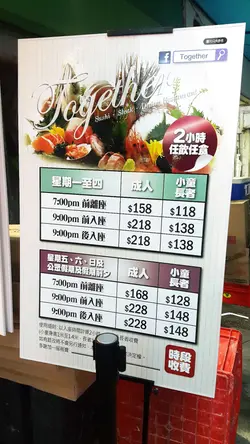 Together
Together
2小時
任飲任食
星期一至四 成人 小童 長者
7:00pm 前離座 $158 $118
9:00pm 前入座 $218 $138
9:00pm 後入座 $218 $138
星期五、六、日及
公眾假期及前夕 成人 小童 長者
7:00pm 前離座 $168 $128
9:00pm 前入座 $228 $148
9:00pm 後入座 $228 $148
時段
收費